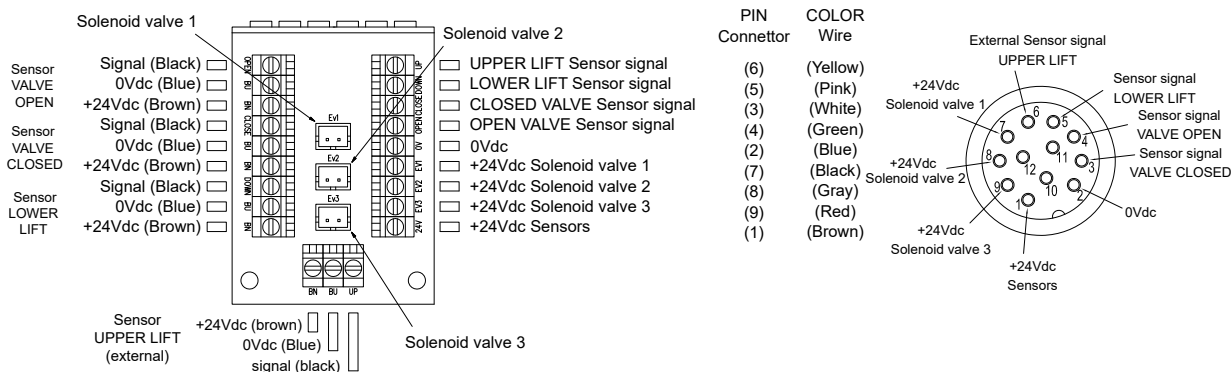 Solenoid valve 1
Solenoid valve 2
Sensor
VALVE
OPEN
Signal (Black)
0Vdc (Blue)
+24Vdc (Brown)
Sensor
VALVE
CLOSED
Signal (Black)
0Vdc (Blue)
+24Vdc (Brown)
Sensor
LOWER
LIFT
Signal (Black)
0Vdc (Blue)
+24Vdc (Brown)
OPEN
BU
BN
CLOSE
BU
BN
DOWN
BU
BN
Ev1
Ev2
Ev3
UP
DOWN
CLOSE
OPEN
0V
EV1
EV2
EV3
24V
UPPER LIFT Sensor signal
LOWER LIFT Sensor signal
CLOSED VALVE Sensor signal
OPEN VALVE Sensor signal
0Vdc
+24Vdc Solenoid valve 1
+24Vdc Solenoid valve 2
+24Vdc Solenoid valve 3
+24Vdc Sensors
BN BU UP
Sensor
UPPER LIFT
(external)
+24Vdc (brown)
0Vdc (Blue)
signal (black)
Solenoid valve 3
PIN COLOR
Connettor Wire
(6) (Yellow)
(5) (Pink)
(3) (White)
(4) (Green)
(2) (Blue)
(7) (Black)
(8) (Gray)
(9) (Red)
(1) (Brown)
External Sensor signal
UPPER LIFT
Sensor signal
LOWER LIFT
Sensor signal
VALVE OPEN
Sensor signal
VALVE CLOSED
0Vdc
+24Vdc
Solenoid valve 1
+24Vdc
Solenoid valve 2
+24Vdc
Solenoid valve 3
+24Vdc
Sensors
6
5
7
4
11
8
12
3
9
10
2
1